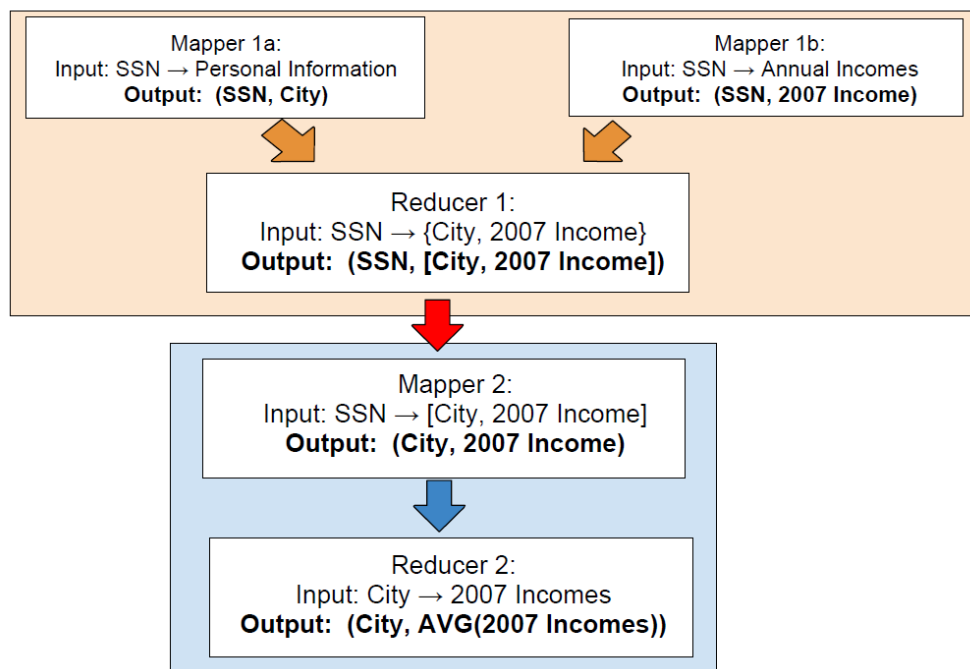 Mapper 1a:
Input: SSN → Personal Information
Output:  (SSN, City)
Mapper 1b:
Input: SSN → Annual Incomes
Output:  (SSN, 2007 Income)
Reducer 1:
Input: SSN → {City, 2007 Income}
Output:  (SSN, [City, 2007 Income])
Mapper 2:
Input: SSN → [City, 2007 Income]
Output:  (City, 2007 Income)
Reducer 2:
Input: City → 2007 Incomes
Output:  (City, AVG(2007 Incomes))